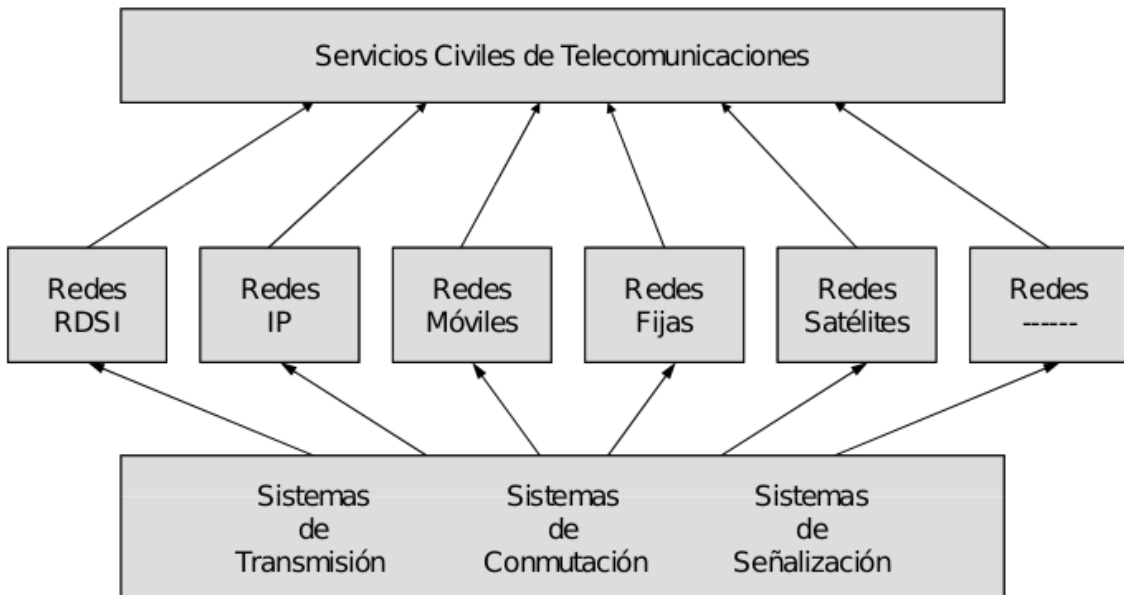 Servicios Civiles de Telecomunicaciones
Redes
RDSI
Redes
IP
Redes
Móviles
Redes
Fijas
Redes
Satélites
Redes
------
Sistemas
de
Transmisión
Sistemas
de
Conmutación
Sistemas
de
Señalización